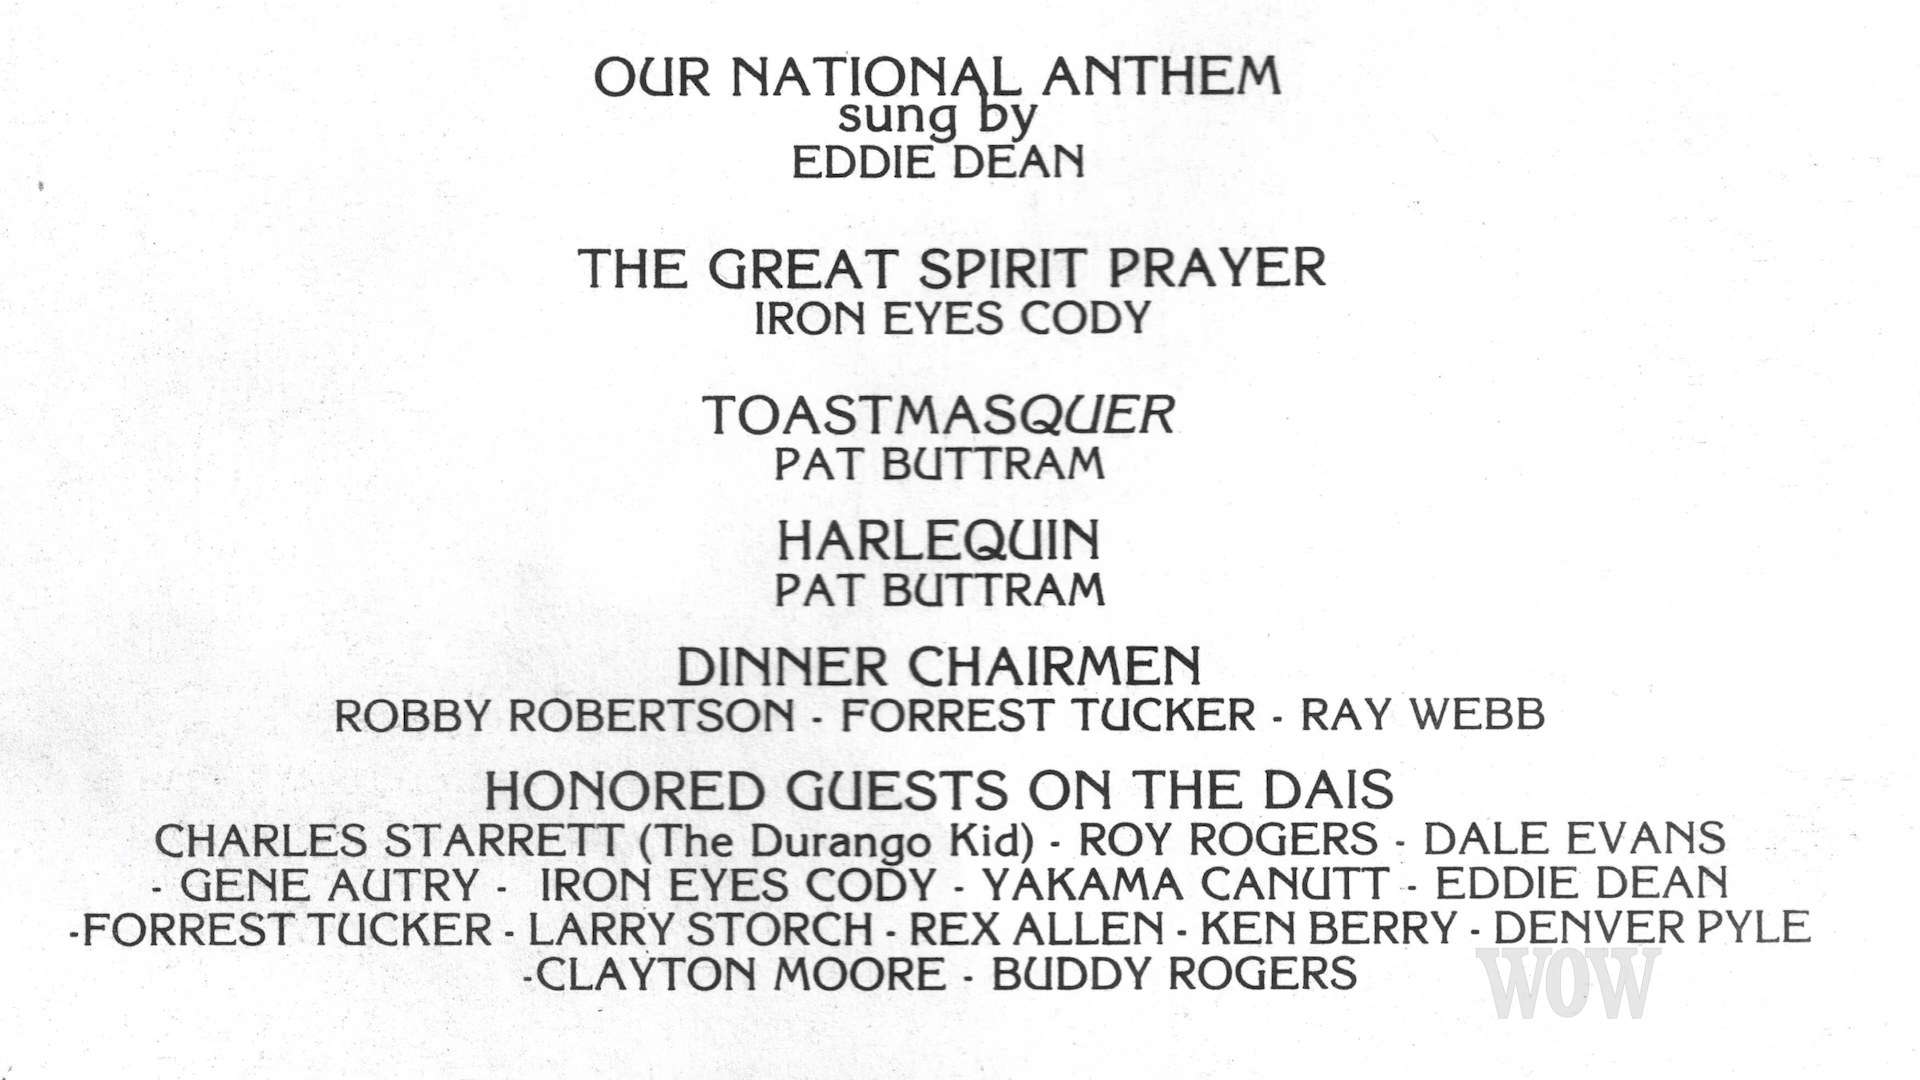 OUR NATIONAL ANTHEM
sung by
EDDIE DEAN
THE GREAT SPIRIT PRAYER
IRON EYES CODY
TOASTMASQUER
PAT BUTTRAM
HARLEQUIN
PAT BUTTRAM
DINNER CHAIRMEN
ROBBY ROBERTSON - FORREST TUCKER - RAY WEBB
HONORED GUESTS ON THE DAIS
CHARLES STARRETT (The Durango Kid) - ROY ROGERS - DALE EVANS
- GENE AUTRY - IRON EYES CODY - YAKAMA CANUTT - EDDIE DEAN
-FORREST TUCKER - LARRY STORCH - REX ALLEN - KEN BERRY - DENVER PYLE
-CLAYTON MOORE - BUDDY ROGERS
WOW